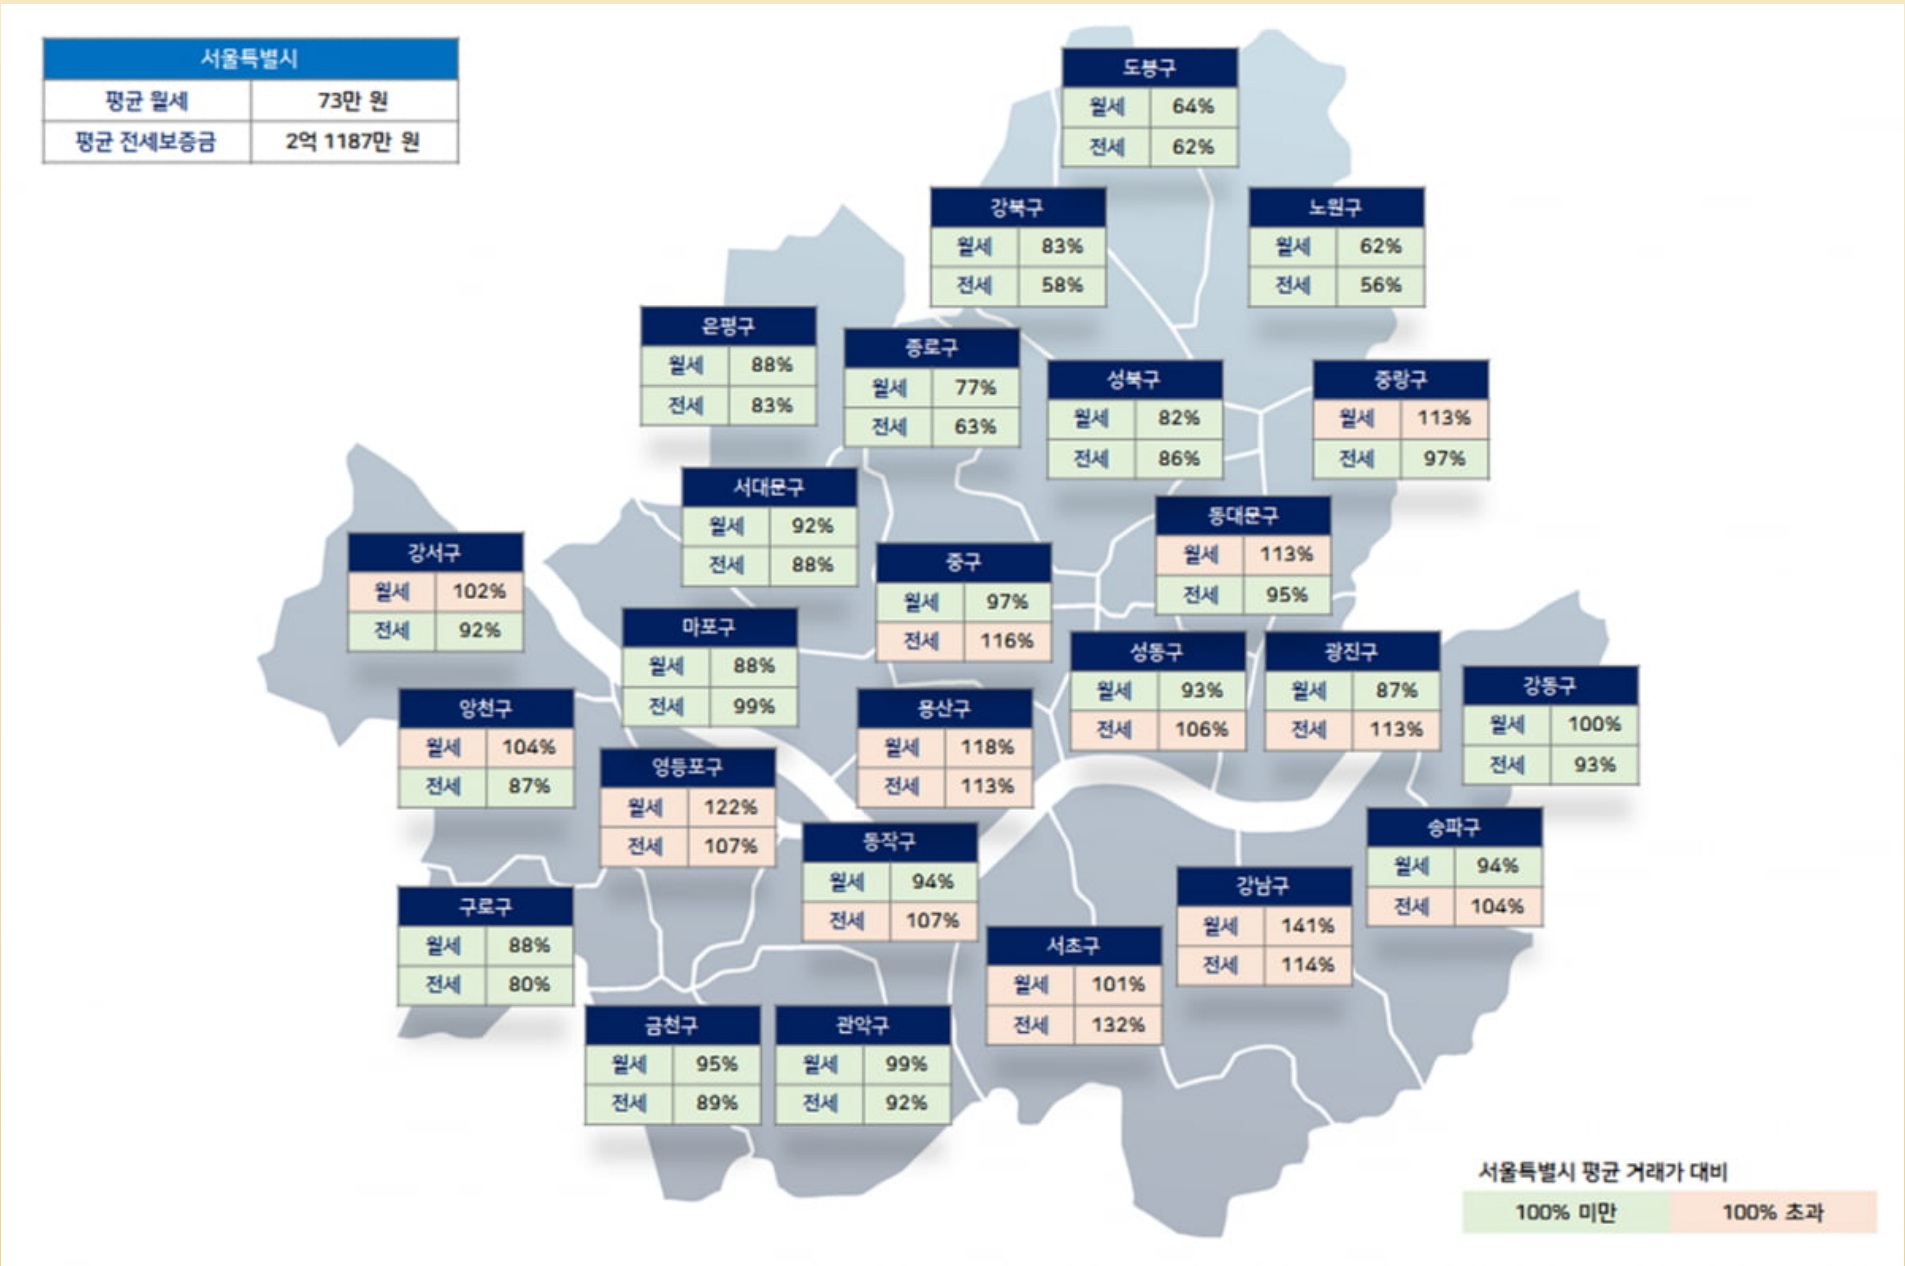 서울특별시
평균 월세 73만 원
평균 전세보증금 2억 1187만 원
도봉구
월세 64%
전세 62%
강북구
월세 83%
전세 58%
노원구
월세 62%
전세 56%
은평구
월세 88%
전세 83%
종로구
월세 77%
전세 63%
성북구
월세 82%
전세 86%
중랑구
월세 113%
전세 97%
서대문구
월세 92%
전세 88%
동대문구
월세 113%
전세 95%
강서구
월세 102%
전세 92%
중구
월세 97%
전세 116%
마포구
월세 88%
전세 99%
성동구
월세 93%
전세 106%
광진구
월세 87%
전세 113%
강동구
월세 100%
전세 93%
양천구
월세 104%
전세 87%
용산구
월세 118%
전세 113%
영등포구
월세 122%
전세 107%
동작구
월세 94%
전세 107%
송파구
월세 94%
전세 104%
강남구
월세 141%
전세 114%
구로구
월세 88%
전세 80%
서초구
월세 101%
전세 132%
금천구
월세 95%
전세 89%
관악구
월세 99%
전세 92%
서울특별시 평균 거래가 대비
100% 미만 100% 초과